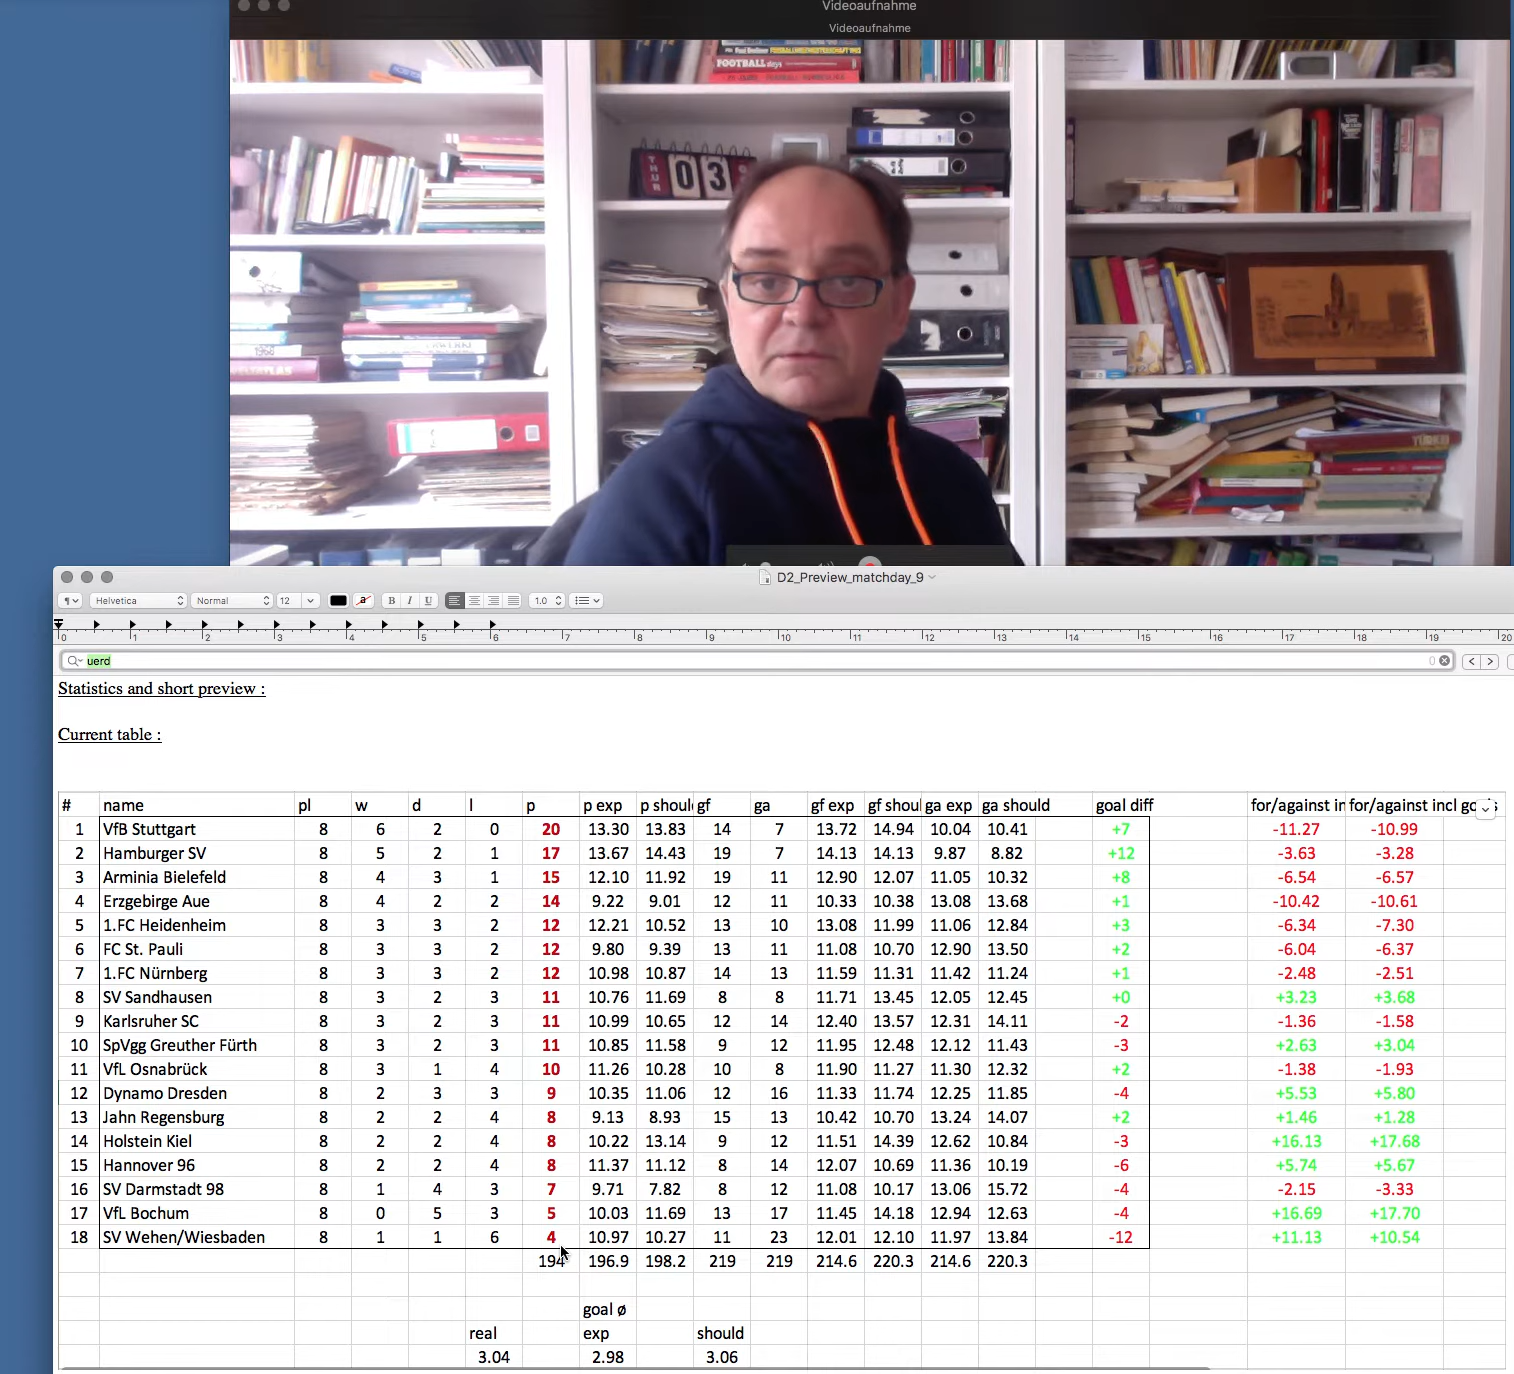 Videoaufnahme
Videoaufnahme
FOOTBALL
THUR
03
1968
TÜRKEI
D2_Preview_matchday_9
¶ Helvetica Normal 12 a B I U 1.0
0 1 2 3 4 5 6 7 8 9 10 11 12 13 14 15 16 17 18 19 20
uerd 0 < >
Statistics and short preview :
Current table :
# name pl w d l p p exp p shoul gf ga gf exp gf shoul ga exp ga should goal diff for/against in for/against incl goals
1 VfB Stuttgart 8 6 2 0 20 13.30 13.83 14 7 13.72 14.94 10.04 10.41 +7 -11.27 -10.99
2 Hamburger SV 8 5 2 1 17 13.67 14.43 19 7 14.13 14.13 9.87 8.82 +12 -3.63 -3.28
3 Arminia Bielefeld 8 4 3 1 15 12.10 11.92 19 11 12.90 12.07 11.05 10.32 +8 -6.54 -6.57
4 Erzgebirge Aue 8 4 2 2 14 9.22 9.01 12 11 10.33 10.38 13.08 13.68 +1 -10.42 -10.61
5 1.FC Heidenheim 8 3 3 2 12 12.21 10.52 13 10 13.08 11.99 11.06 12.84 +3 -6.34 -7.30
6 FC St. Pauli 8 3 3 2 12 9.80 9.39 13 11 11.08 10.70 12.90 13.50 +2 -6.04 -6.37
7 1.FC Nürnberg 8 3 3 2 12 10.98 10.87 14 13 11.59 11.31 11.42 11.24 +1 -2.48 -2.51
8 SV Sandhausen 8 3 2 3 11 10.76 11.69 8 8 11.71 13.45 12.05 12.45 +0 +3.23 +3.68
9 Karlsruher SC 8 3 2 3 11 10.99 10.65 12 14 12.40 13.57 12.31 14.11 -2 -1.36 -1.58
10 SpVgg Greuther Fürth 8 3 2 3 11 10.85 11.58 9 12 11.95 12.48 12.12 11.43 -3 +2.63 +3.04
11 VfL Osnabrück 8 3 1 4 10 11.26 10.28 10 8 11.90 11.27 11.30 12.32 +2 -1.38 -1.93
12 Dynamo Dresden 8 2 3 3 9 10.35 11.06 12 16 11.33 11.74 12.25 11.85 -4 +5.53 +5.80
13 Jahn Regensburg 8 2 2 4 8 9.13 8.93 15 13 10.42 10.70 13.24 14.07 +2 +1.46 +1.28
14 Holstein Kiel 8 2 2 4 8 10.22 13.14 9 12 11.51 14.39 12.62 10.84 -3 +16.13 +17.68
15 Hannover 96 8 2 2 4 8 11.37 11.12 8 14 12.07 10.69 11.36 10.19 -6 +5.74 +5.67
16 SV Darmstadt 98 8 1 4 3 7 9.71 7.82 8 12 11.08 10.17 13.06 15.72 -4 -2.15 -3.33
17 VfL Bochum 8 0 5 3 5 10.03 11.69 13 17 11.45 14.18 12.94 12.63 -4 +16.69 +17.70
18 SV Wehen/Wiesbaden 8 1 1 6 4 10.97 10.27 11 23 12.01 12.10 11.97 13.84 -12 +11.13 +10.54
194 196.9 198.2 219 219 214.6 220.3 214.6 220.3
goal ø
real exp should
3.04 2.98 3.06